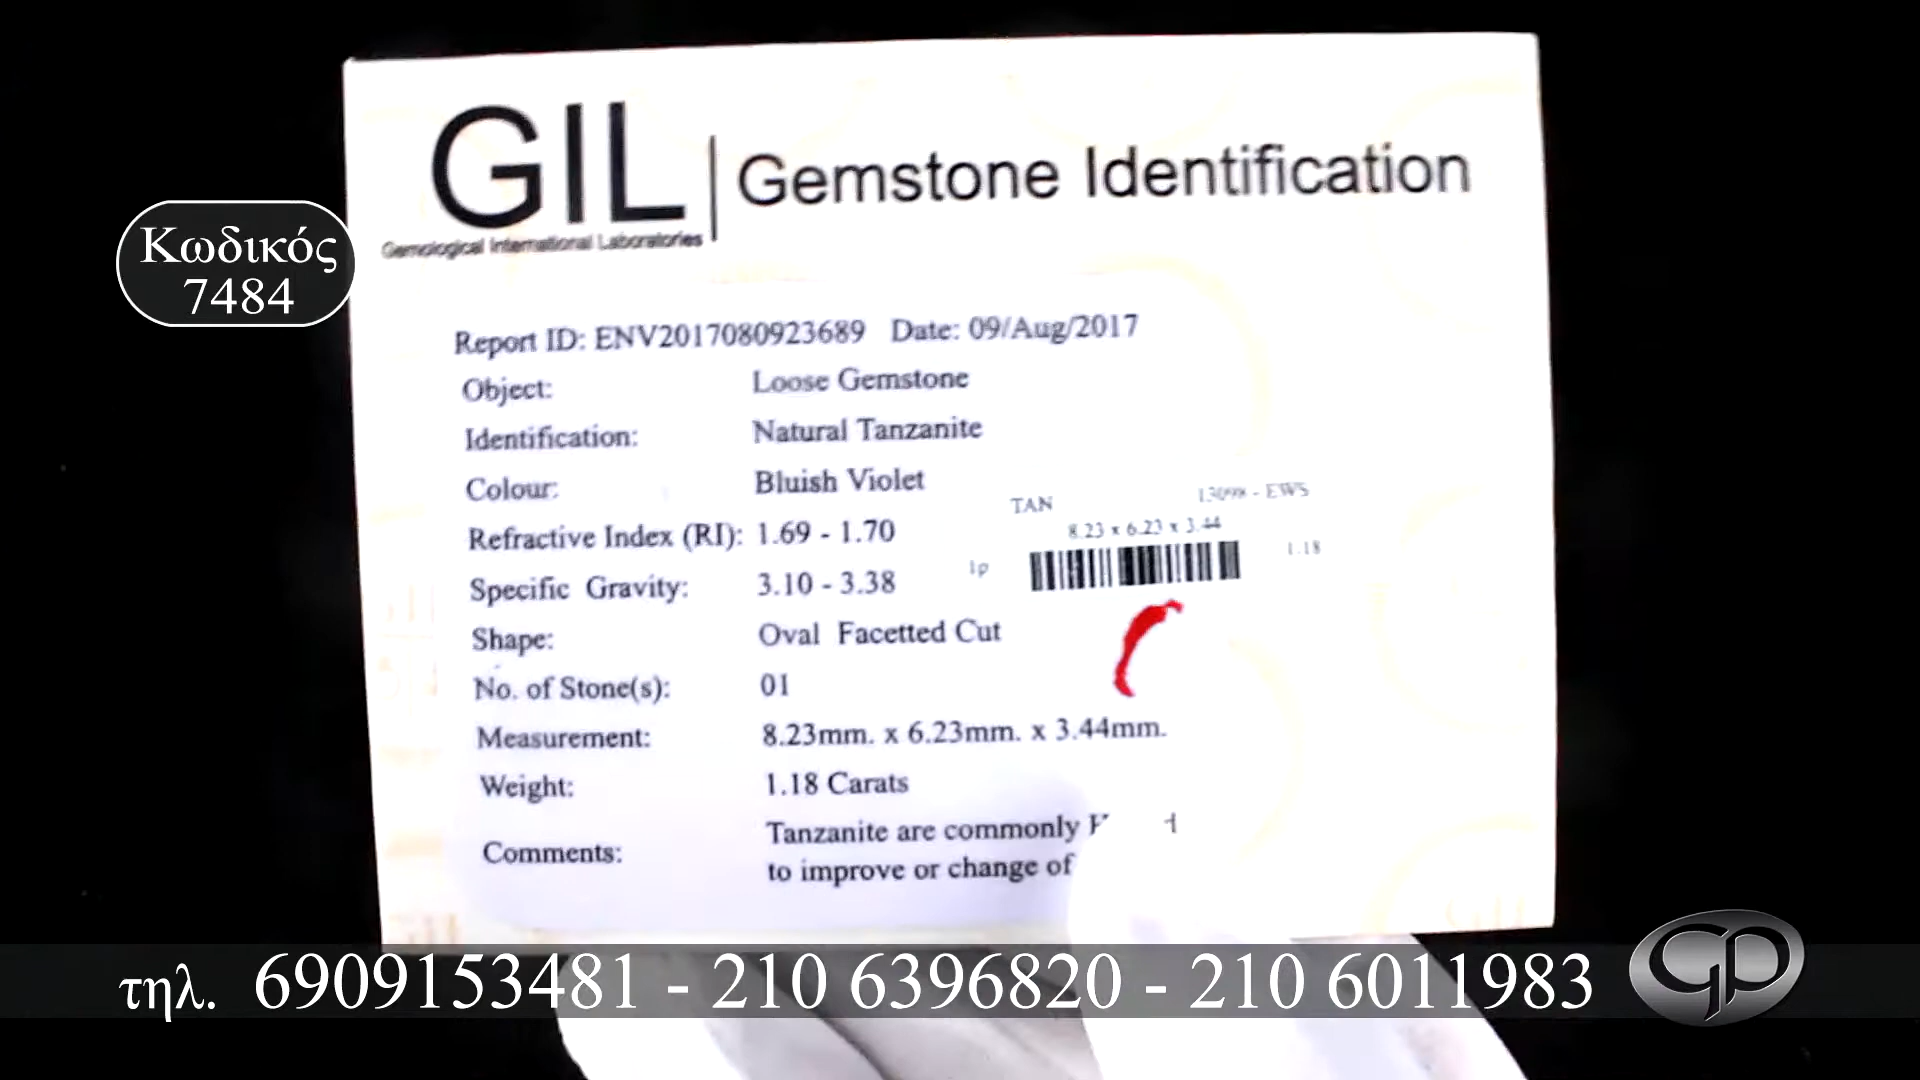 GIL
Gemstone Identification
Gemological International Laboratories
Κωδικός
7484
Report ID: ENV2017080923689 Date: 09/Aug/2017
Object: Loose Gemstone
Identification: Natural Tanzanite
Colour: Bluish Violet
TAN 13098 - EWS
Refractive Index (RI): 1.69 - 1.70
8.23 x 6.23 x 3.44
1p 1.18
Specific Gravity: 3.10 - 3.38
Shape: Oval Facetted Cut
No. of Stone(s): 01
Measurement: 8.23mm. x 6.23mm. x 3.44mm.
Weight: 1.18 Carats
Comments: Tanzanite are commonly
to improve or change of
τηλ. 6909153481 - 210 6396820 - 210 6011983
GP